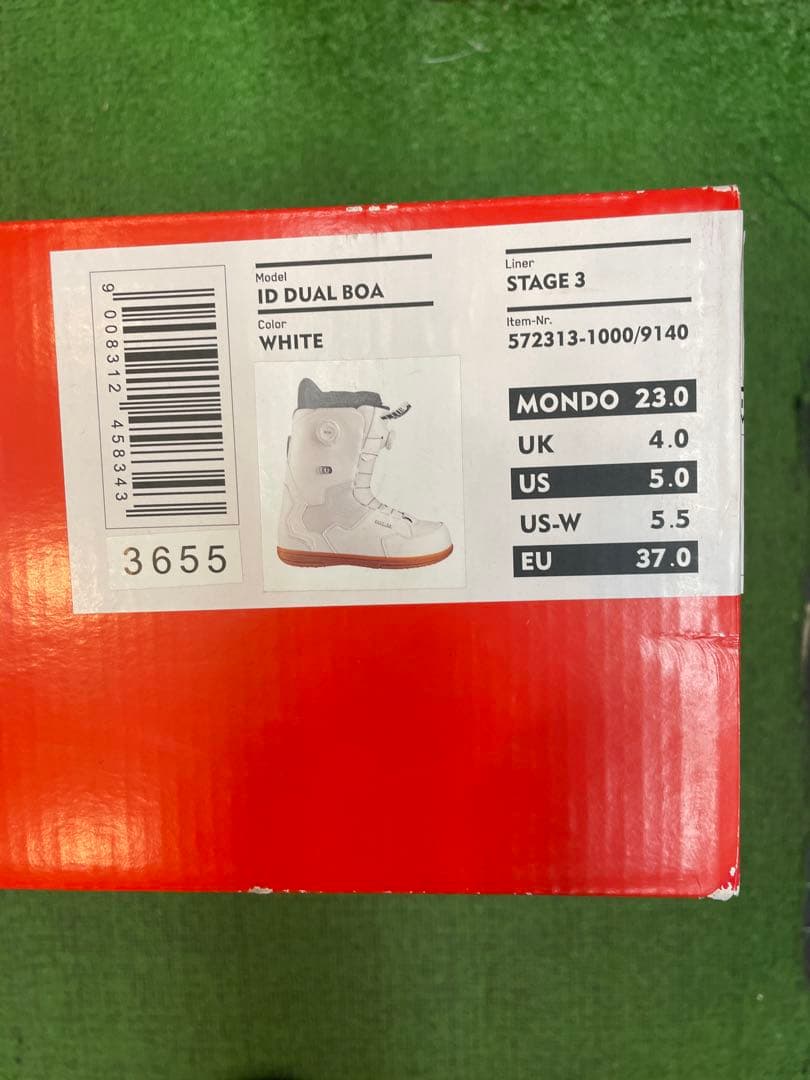 9 008312 458343
3655
Model
ID DUAL BOA
Color
WHITE
Liner
STAGE 3
Item-Nr.
572313-1000/9140
MONDO 23.0
UK 4.0
US 5.0
US-W 5.5
EU 37.0